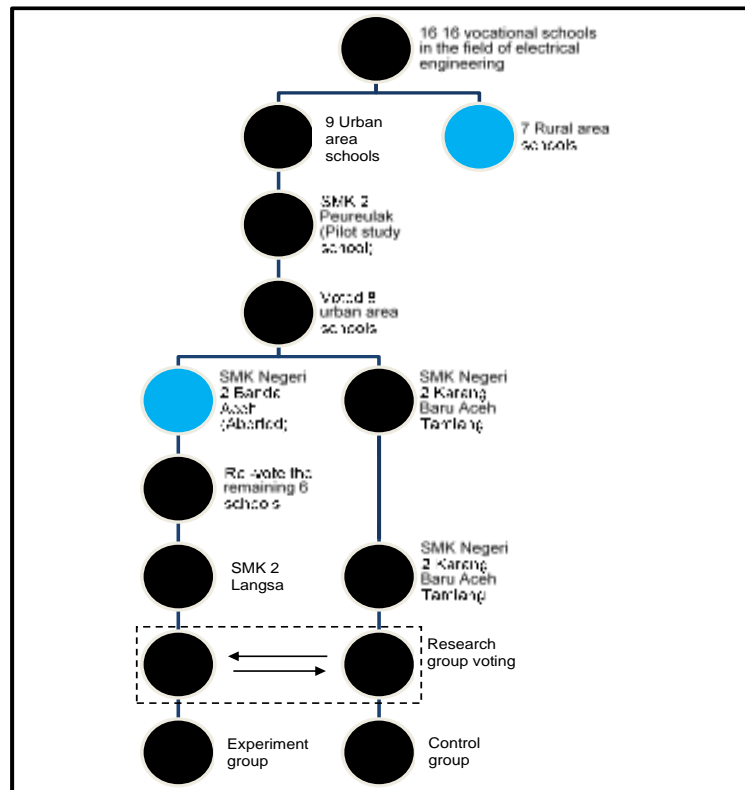 16 16 vocational schools
in the field of electrical
engineering
9 Urban
area
schools
7 Rural area
schools
SMK 2
Peureulak
(Pilot study
school)
Voted 8
urban area
schools
SMK Negeri
2 Banda
Aceh
(Aborted)
SMK Negeri
2 Karang
Baru Aceh
Tamiang
Re-vote the
remaining 6
schools
SMK 2
Langsa
SMK Negeri
2 Karang
Baru Aceh
Tamiang
Research
group voting
Experiment
group
Control
group